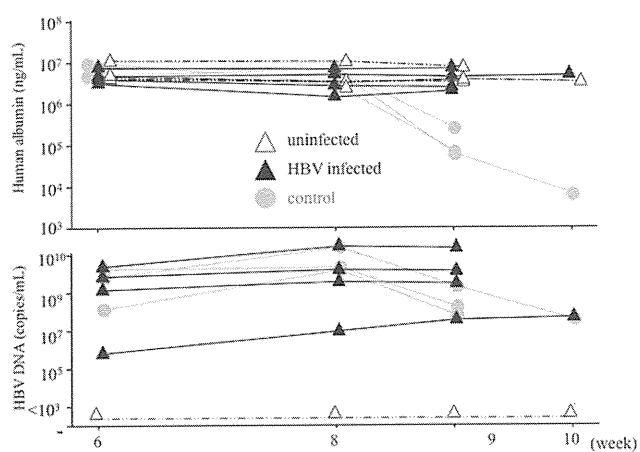 Human albumin (ng/mL)
10⁸
10⁷
10⁶
10⁵
10⁴
10³
uninfected
HBV infected
control
HBV DNA (copies/mL)
10¹⁰
10⁹
10⁷
10⁵
<10³
6
8
9
10
(week)